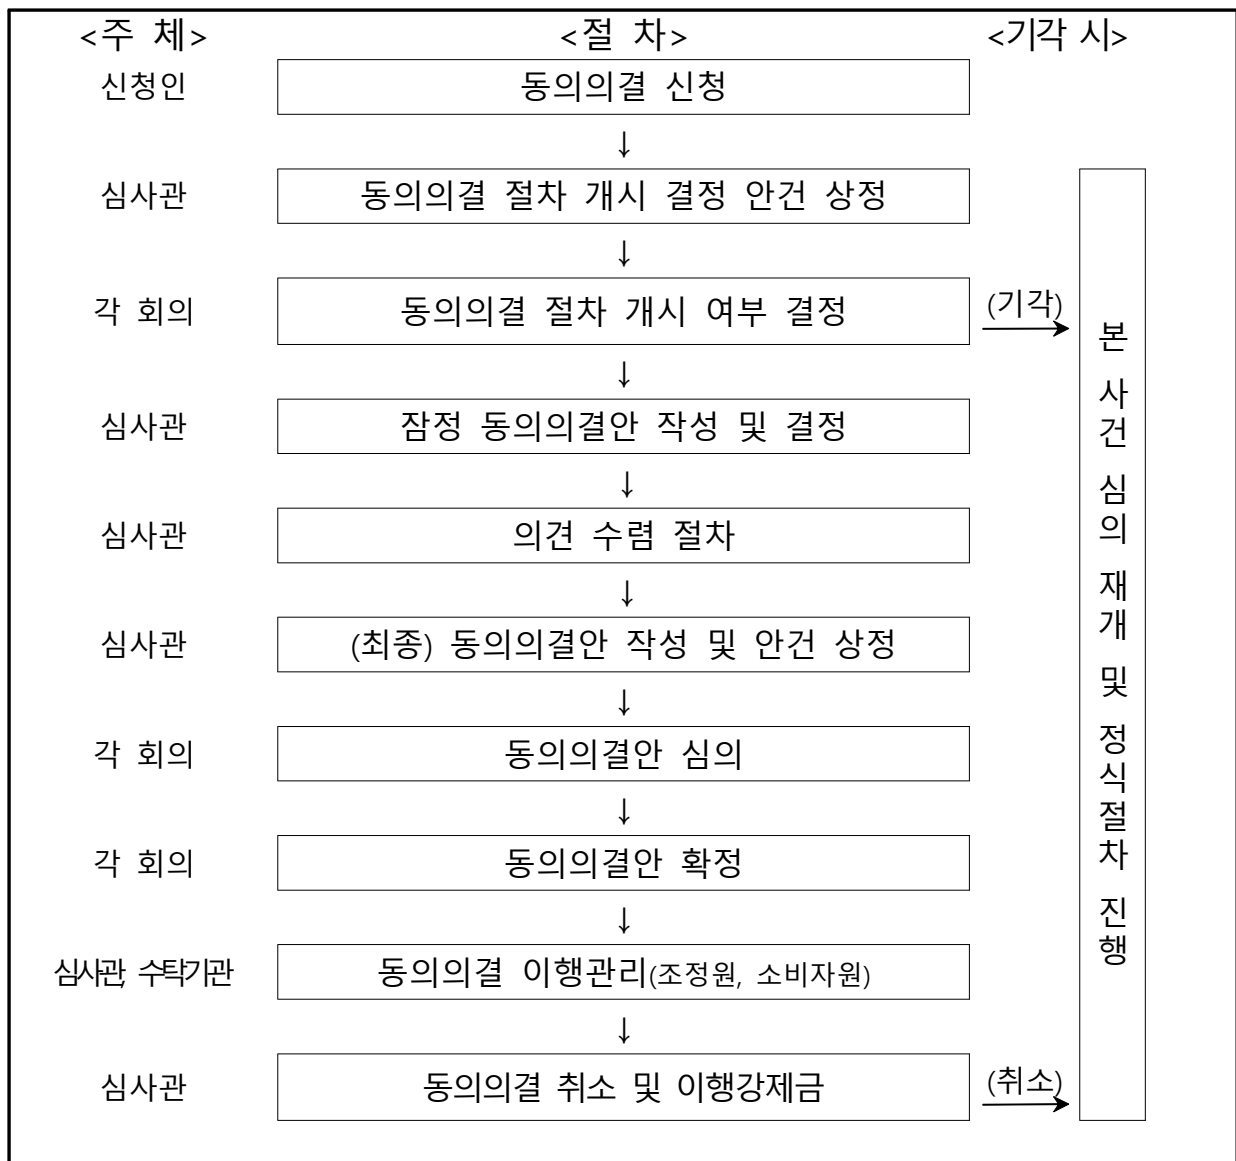 <주 체> <절 차> <기각 시>
신청인 동의의결 신청
↓
심사관 동의의결 절차 개시 결정 안건 상정
↓
각 회의 동의의결 절차 개시 여부 결정 (기각)
↓
심사관 잠정 동의의결안 작성 및 결정
↓
심사관 의견 수렴 절차
↓
심사관 (최종) 동의의결안 작성 및 안건 상정
↓
각 회의 동의의결안 심의
↓
각 회의 동의의결안 확정
↓
심사관, 수탁기관 동의의결 이행관리(조정원, 소비자원)
↓
심사관 동의의결 취소 및 이행강제금 (취소)
본 사건 심의 재개 및 정식절차 진행